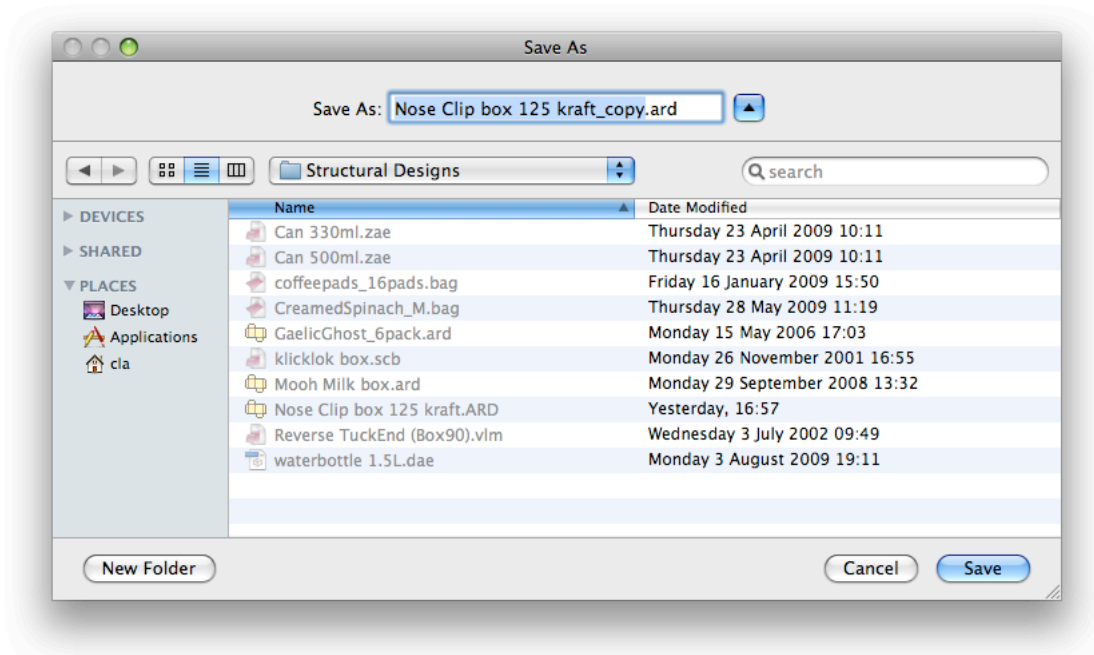 Save As
Save As: Nose Clip box 125 kraft_copy.ard
Structural Designs
search
DEVICES
SHARED
PLACES
Desktop
Applications
cla
Name Date Modified
Can 330ml.zae Thursday 23 April 2009 10:11
Can 500ml.zae Thursday 23 April 2009 10:11
coffeepads_16pads.bag Friday 16 January 2009 15:50
CreamedSpinach_M.bag Thursday 28 May 2009 11:19
GaelicGhost_6pack.ard Monday 15 May 2006 17:03
klicklok box.scb Monday 26 November 2001 16:55
Mooh Milk box.ard Monday 29 September 2008 13:32
Nose Clip box 125 kraft.ARD Yesterday, 16:57
Reverse TuckEnd (Box90).vlm Wednesday 3 July 2002 09:49
waterbottle 1.5L.dae Monday 3 August 2009 19:11
New Folder Cancel Save